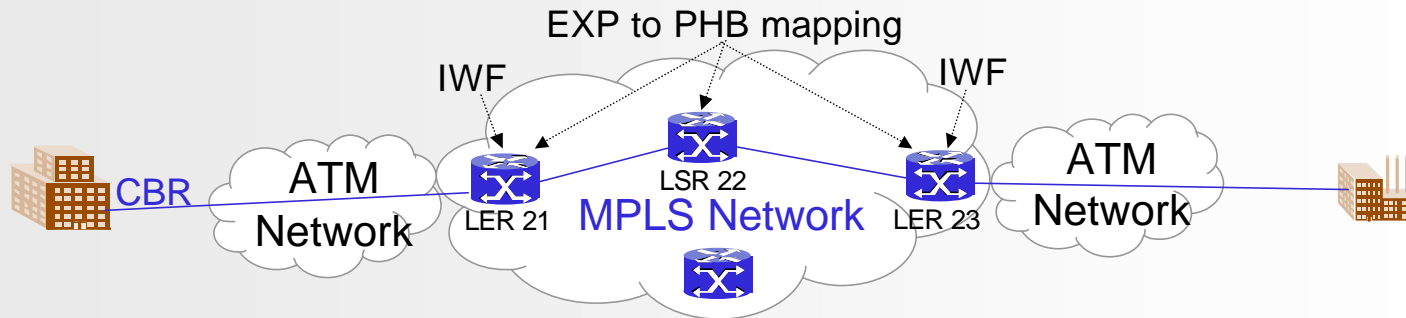 EXP to PHB mapping
IWF
IWF
CBR
ATM
Network
LER 21
LSR 22
MPLS Network
LER 23
ATM
Network